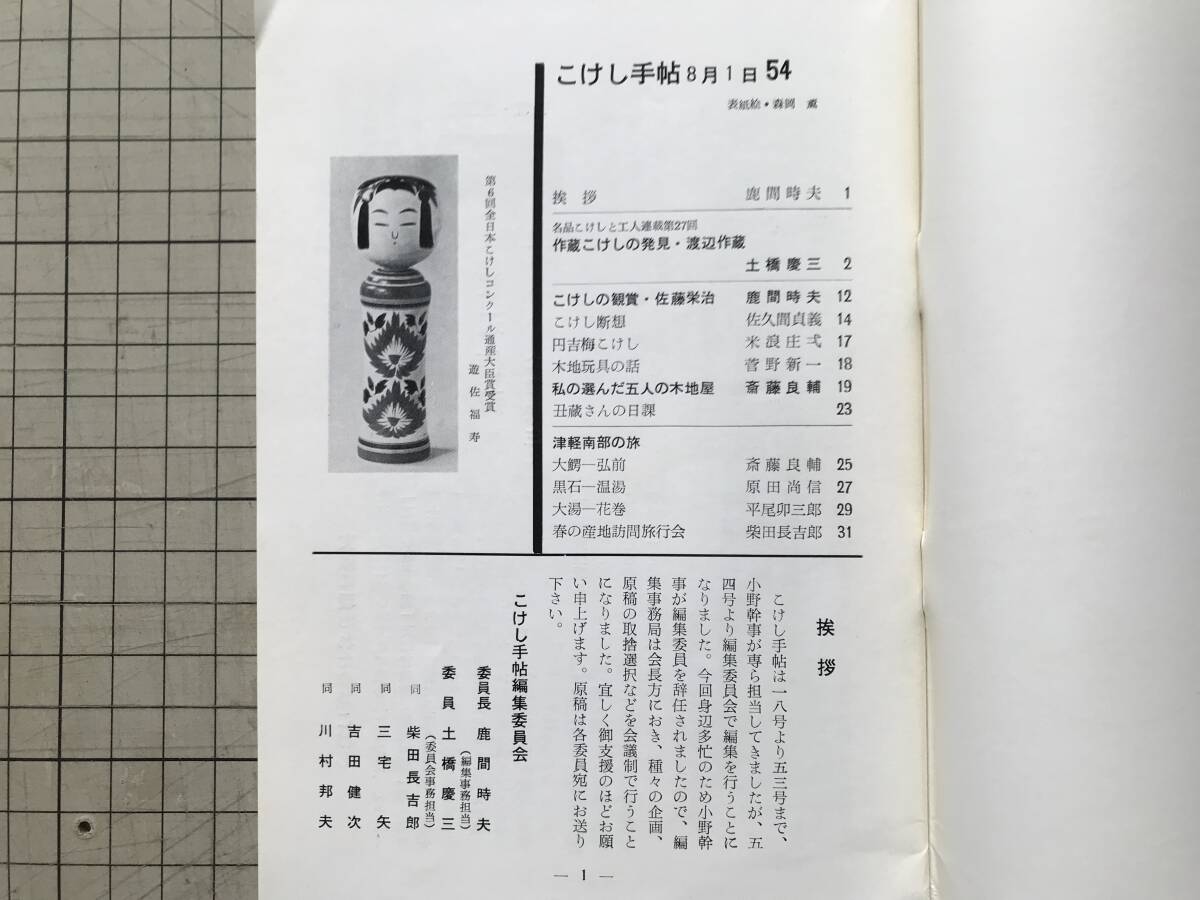 こけし手帖 8月1日 54
表紙絵・森岡 薫
挨拶 鹿間時夫 1
名品こけしと工人連載第27回
作蔵こけしの発見・渡辺作蔵
土橋慶三 2
こけしの観賞・佐藤栄治 鹿間時夫 12
こけし断想 佐久間貞義 14
円吉梅こけし 米浪庄弌 17
木地玩具の話 菅野新一 18
私の選んだ五人の木地屋 斎藤良輔 19
丑蔵さんの日課 23
津軽南部の旅
大鰐―弘前 斎藤良輔 25
黒石―温湯 原田尚信 27
大湯―花巻 平尾卯三郎 29
春の産地訪問旅行会 柴田長吉郎 31
第6回全日本こけしコンクール通産大臣賞受賞
遊佐福寿
挨拶
こけし手帖は一八号より五三号まで、
小野幹事が専ら担当してきましたが、五
四号より編集委員会で編集を行うことに
なりました。今回身辺多忙のため小野幹
事が編集委員を辞任されましたので、編
集事務局は会長方におき、種々の企画、
原稿の取捨選択などを会議制で行うこと
になりました。宜しく御支援のほどお願
い申上げます。原稿は各委員宛にお送り
下さい。
こけし手帖編集委員会
委員長 鹿間時夫
(編集事務担当)
委員 土橋慶三
(委員会事務担当)
同 柴田長吉郎
同 三宅矢
同 吉田健次
同 川村邦夫
― 1 ―